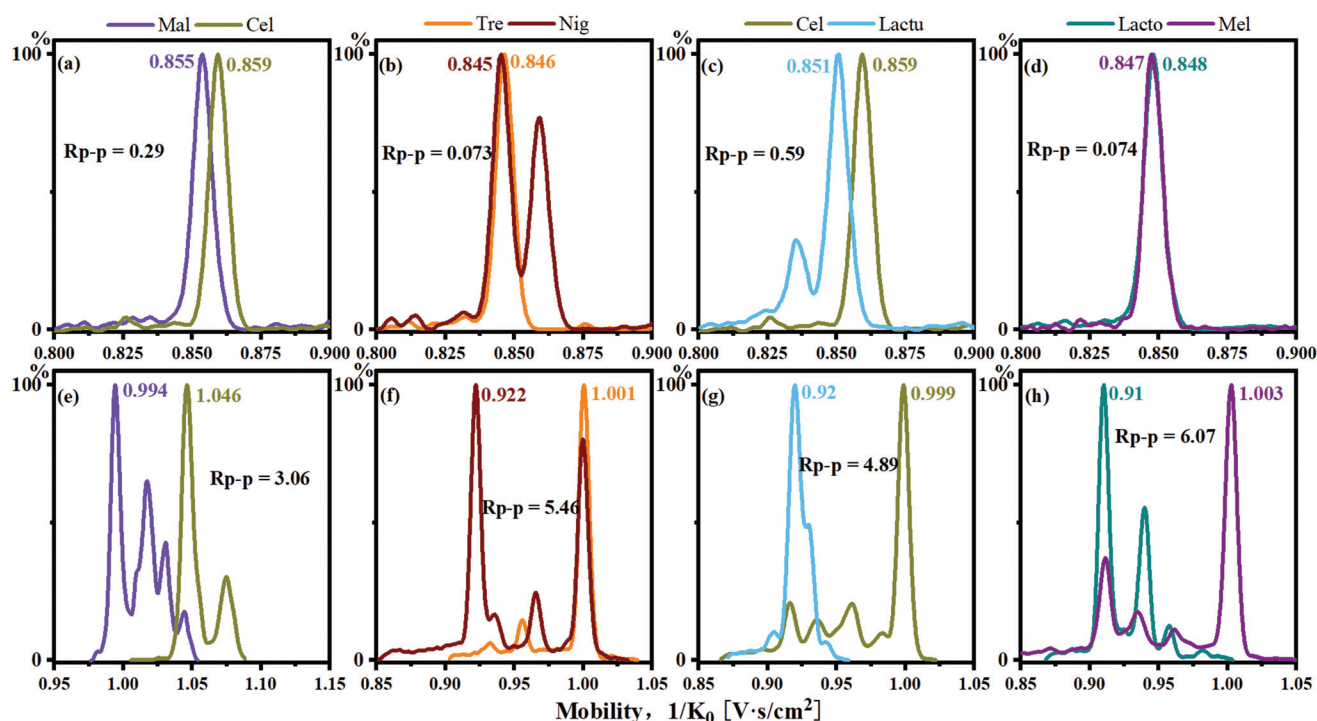 Mal Cel Tre Nig Cel Lactu Lacto Mel
% % % %
100 100 100 100
(a) 0.855 0.859 (b) 0.845 0.846 (c) 0.851 0.859 (d) 0.847 0.848
Rp-p = 0.29 Rp-p = 0.073 Rp-p = 0.59 Rp-p = 0.074
0 0 0 0
0.800 0.825 0.850 0.875 0.900 0.800 0.825 0.850 0.875 0.900 0.800 0.825 0.850 0.875 0.900 0.800 0.825 0.850 0.875 0.900
% % % %
100 100 100 100
(e) 0.994 1.046 (f) 0.922 1.001 (g) 0.92 0.999 (h) 0.91 1.003
Rp-p = 3.06 Rp-p = 5.46 Rp-p = 4.89 Rp-p = 6.07
0 0 0 0
0.95 1.00 1.05 1.10 1.15 0.85 0.90 0.95 1.00 1.05 0.85 0.90 0.95 1.00 1.05 0.85 0.90 0.95 1.00 1.05
Mobility, 1/K₀ [V·s/cm²]